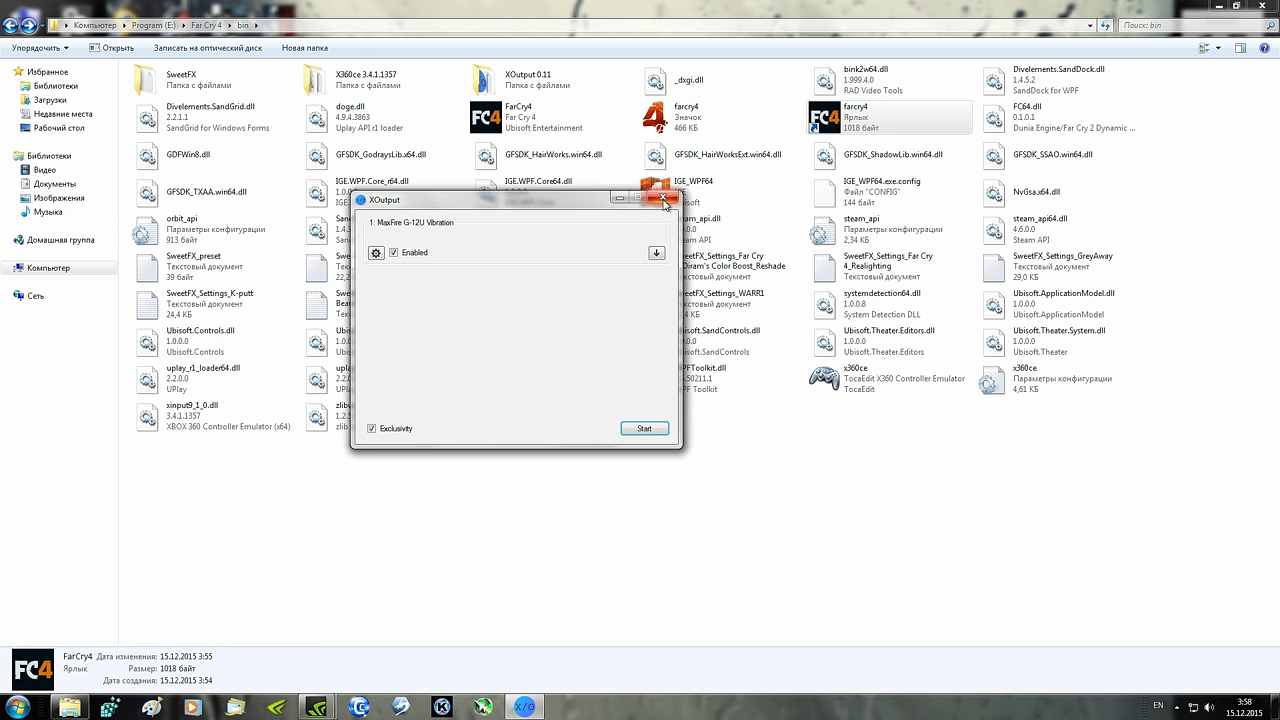 Компьютер
Program (E:)
Far Cry 4
bin
Поиск: bin
Упорядочить
Открыть
Записать на оптический диск
Новая папка
Избранное
Библиотеки
Загрузки
Недавние места
Рабочий стол
Библиотеки
Видео
Документы
Изображения
Музыка
Домашняя группа
Компьютер
Сеть
SweetFX
Папка с файлами
X360ce 3.4.1.1357
Папка с файлами
XOutput 0.11
Папка с файлами
_dxgi.dll
bink2w64.dll
1.999.4.0
RAD Video Tools
Divelements.SandDock.dll
1.4.5.2
SandDock for WPF
Divelements.SandGrid.dll
2.2.1.1
SandGrid for Windows Forms
doge.dll
4.9.4.3863
Uplay API r1 loader
FarCry4
Far Cry 4
Ubisoft Entertainment
farcry4
Значок
466 КБ
farcry4
Ярлык
1018 байт
FC64.dll
0.1.0.1
Dunia Engine/Far Cry 2 Dynamic ...
GDFWin8.dll
GFSDK_GodraysLib.x64.dll
GFSDK_HairWorks.win64.dll
GFSDK_HairWorksExt.win64.dll
GFSDK_ShadowLib.win64.dll
GFSDK_SSAO.win64.dll
GFSDK_TXAA.win64.dll
IGE.WPF.Core_r64.dll
IGE.WPF.Core64.dll
IGE_WPF64
IGE_WPF64.exe.config
Файл "CONFIG"
144 байт
NvGsa.x64.dll
orbit_api
Параметры конфигурации
913 байт
_api.dll
Steam API
steam_api
Параметры конфигурации
2,34 КБ
steam_api64.dll
4.6.0.0
Steam API
SweetFX_preset
Текстовый документ
39 байт
SweetFX_Settings_Far Cry
4_Realighting
Текстовый документ
SweetFX_Settings_GreyAway
Текстовый документ
29,0 КБ
SweetFX_Settings_K-putt
Текстовый документ
24,4 КБ
systemdetection64.dll
1.0.0.8
System Detection DLL
Ubisoft.ApplicationModel.dll
1.0.0.0
Ubisoft.ApplicationModel
Ubisoft.Controls.dll
1.0.0.0
Ubisoft.Controls
Ubisoft.Theater.Editors.dll
1.0.0.0
Ubisoft.Theater.Editors
Ubisoft.Theater.System.dll
1.0.0.0
Ubisoft.Theater
uplay_r1_loader64.dll
2.2.0.0
UPlay
x360ce
TocaEdit X360 Controller Emulator
TocaEdit
x360ce
Параметры конфигурации
4,61 КБ
xinput9_1_0.dll
3.4.1.1357
XBOX 360 Controller Emulator (x64)
XOutput
1: MaxFire G-12U Vibration
Enabled
Exclusivity
Start
FarCry4
Дата изменения: 15.12.2015 3:55
Ярлык
Размер: 1018 байт
Дата создания: 15.12.2015 3:54
X/O
EN
3:58
15.12.2015